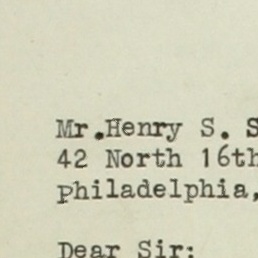 Mr.Henry S. S
42 North 16th
Philadelphia,
Dear Sir: